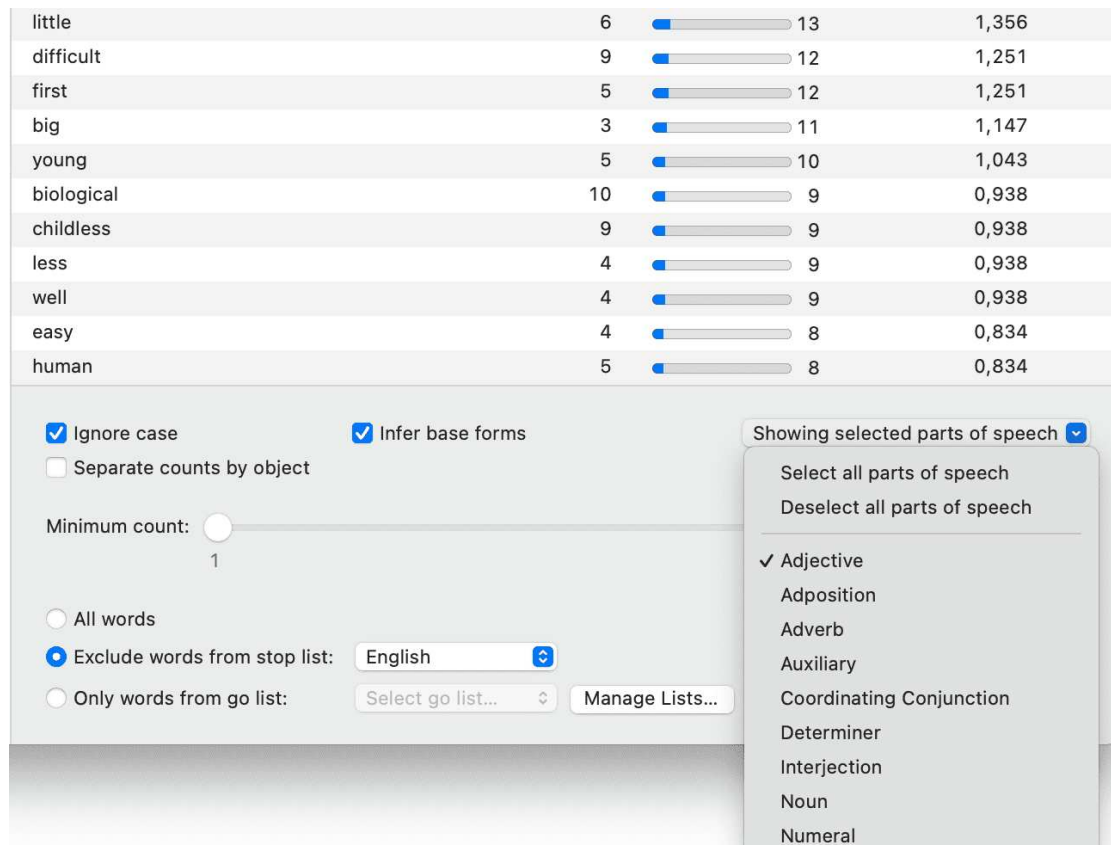 little 6 13 1,356
difficult 9 12 1,251
first 5 12 1,251
big 3 11 1,147
young 5 10 1,043
biological 10 9 0,938
childless 9 9 0,938
less 4 9 0,938
well 4 9 0,938
easy 4 8 0,834
human 5 8 0,834
Ignore case Infer base forms Showing selected parts of speech
Separate counts by object
Select all parts of speech
Deselect all parts of speech
Minimum count:
1
Adjective
Adposition
All words
Adverb
Exclude words from stop list: English
Auxiliary
Only words from go list: Select go list... Manage Lists...
Coordinating Conjunction
Determiner
Interjection
Noun
Numeral